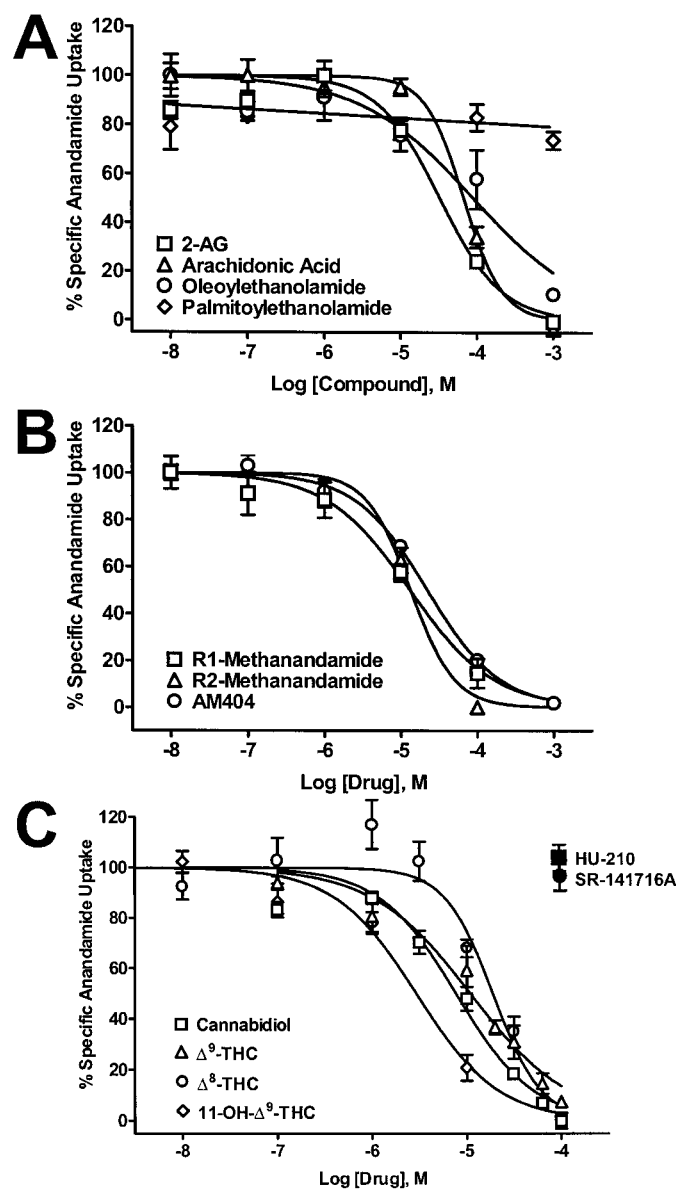 A
% Specific Anandamide Uptake
120
100
80
60
40
20
0
2-AG
Arachidonic Acid
Oleoylethanolamide
Palmitoylethanolamide
-8 -7 -6 -5 -4 -3
Log [Compound], M
B
% Specific Anandamide Uptake
120
100
80
60
40
20
0
R1-Methanandamide
R2-Methanandamide
AM404
-8 -7 -6 -5 -4 -3
Log [Drug], M
C
% Specific Anandamide Uptake
120
100
80
60
40
20
0
HU-210
SR-141716A
Cannabidiol
Δ⁹-THC
Δ⁸-THC
11-OH-Δ⁹-THC
-8 -7 -6 -5 -4
Log [Drug], M